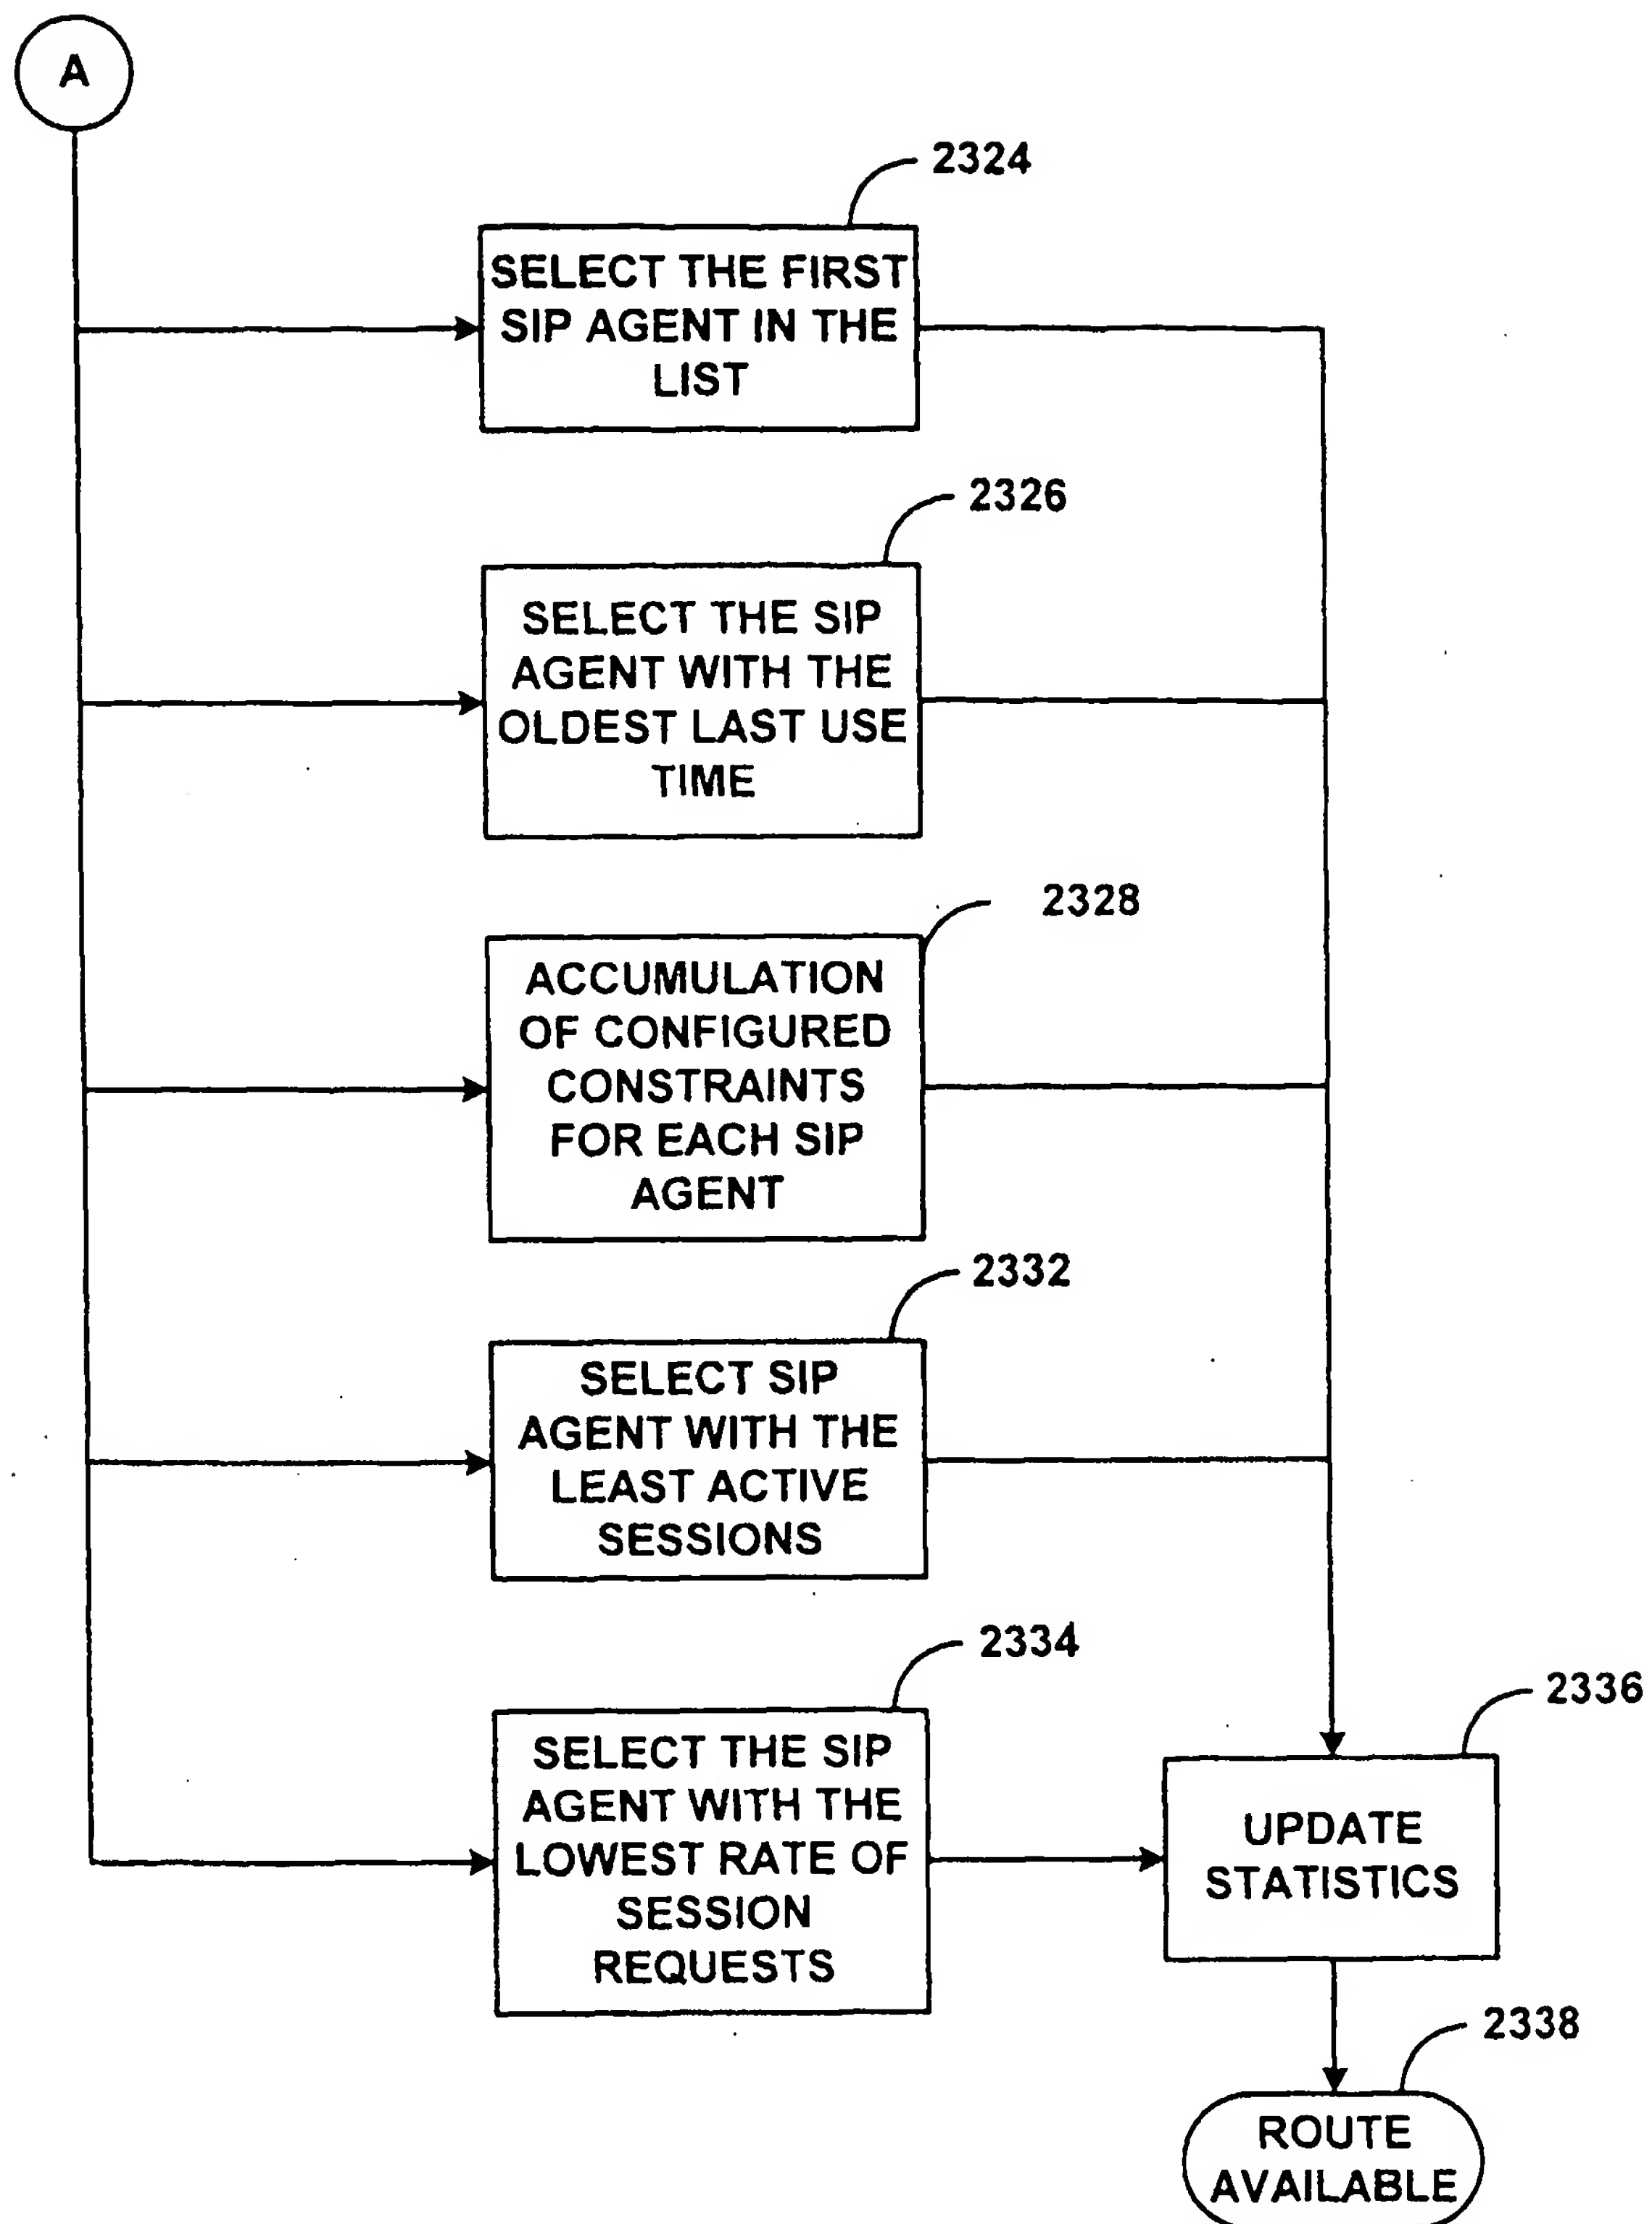 A
2324
SELECT THE FIRST
SIP AGENT IN THE
LIST
2326
SELECT THE SIP
AGENT WITH THE
OLDEST LAST USE
TIME
2328
ACCUMULATION
OF CONFIGURED
CONSTRAINTS
FOR EACH SIP
AGENT
2332
SELECT SIP
AGENT WITH THE
LEAST ACTIVE
SESSIONS
2334
SELECT THE SIP
AGENT WITH THE
LOWEST RATE OF
SESSION
REQUESTS
2336
UPDATE
STATISTICS
2338
ROUTE
AVAILABLE